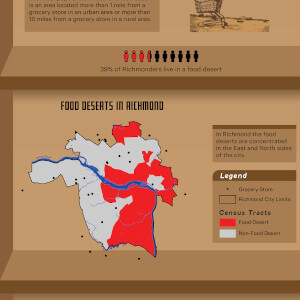 is an area located more than 1 mile from a
grocery store in an urban area or more than
10 miles from a grocery store in a rural area.
39% of Richmonders live in a food desert
FOOD DESERTS IN RICHMOND
In Richmond the food
deserts are concentrated
in the East and North sides
of the city.
Legend
Grocery Store
Richmond City Limits
Census Tracts
Food Desert
Non-Food Desert